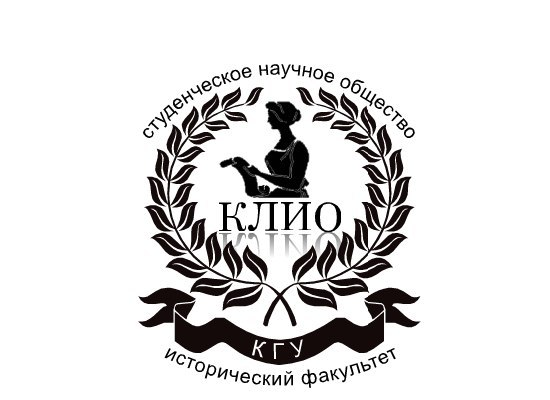 студенческое научное общество
КЛИО
КГУ
исторический факультет